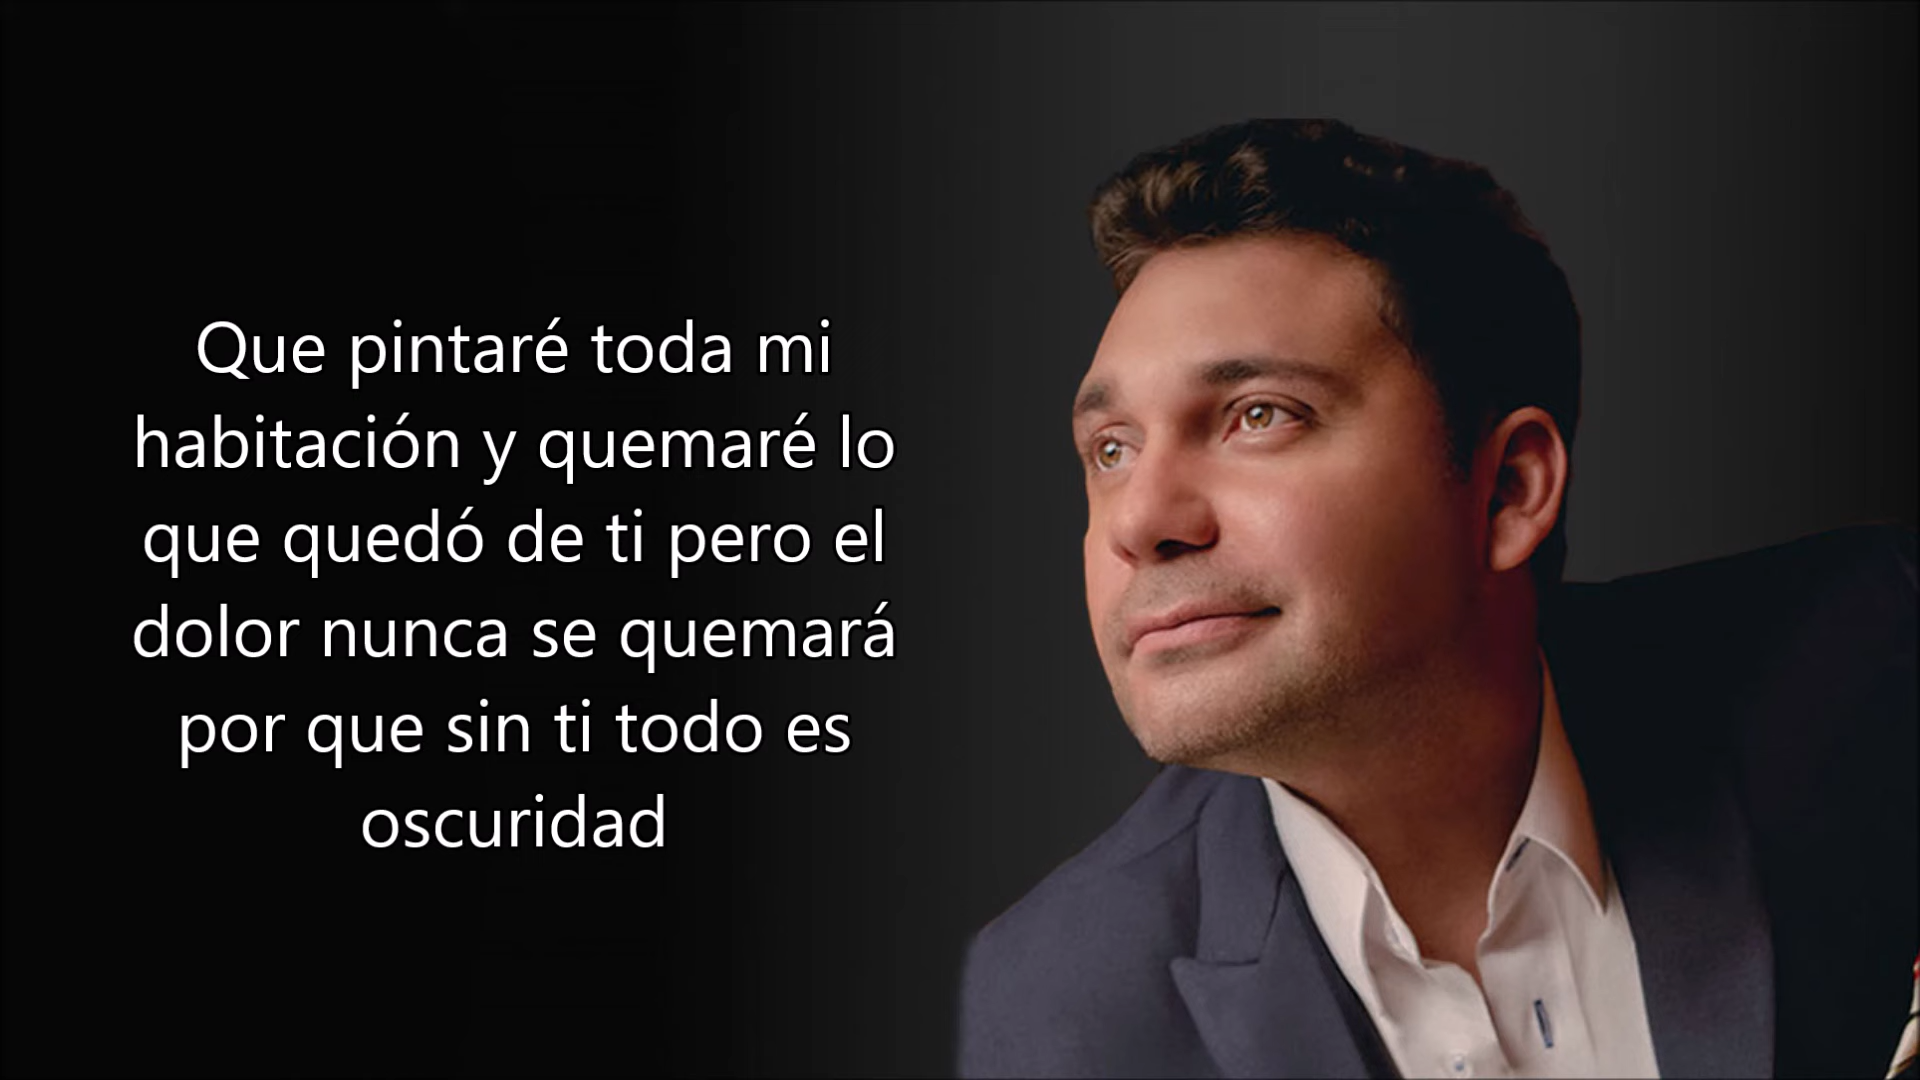 Que pintaré toda mi
habitación y quemaré lo
que quedó de ti pero el
dolor nunca se quemará
por que sin ti todo es
oscuridad